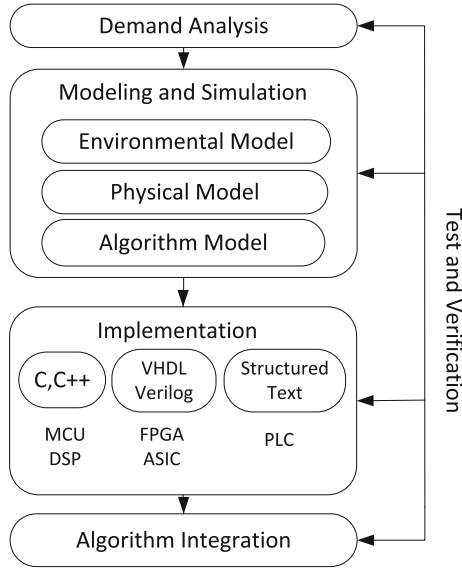 Demand Analysis
Modeling and Simulation
Environmental Model
Physical Model
Algorithm Model
Implementation
C,C++
VHDL
Verilog
Structured
Text
MCU
DSP
FPGA
ASIC
PLC
Algorithm Integration
Test and Verification